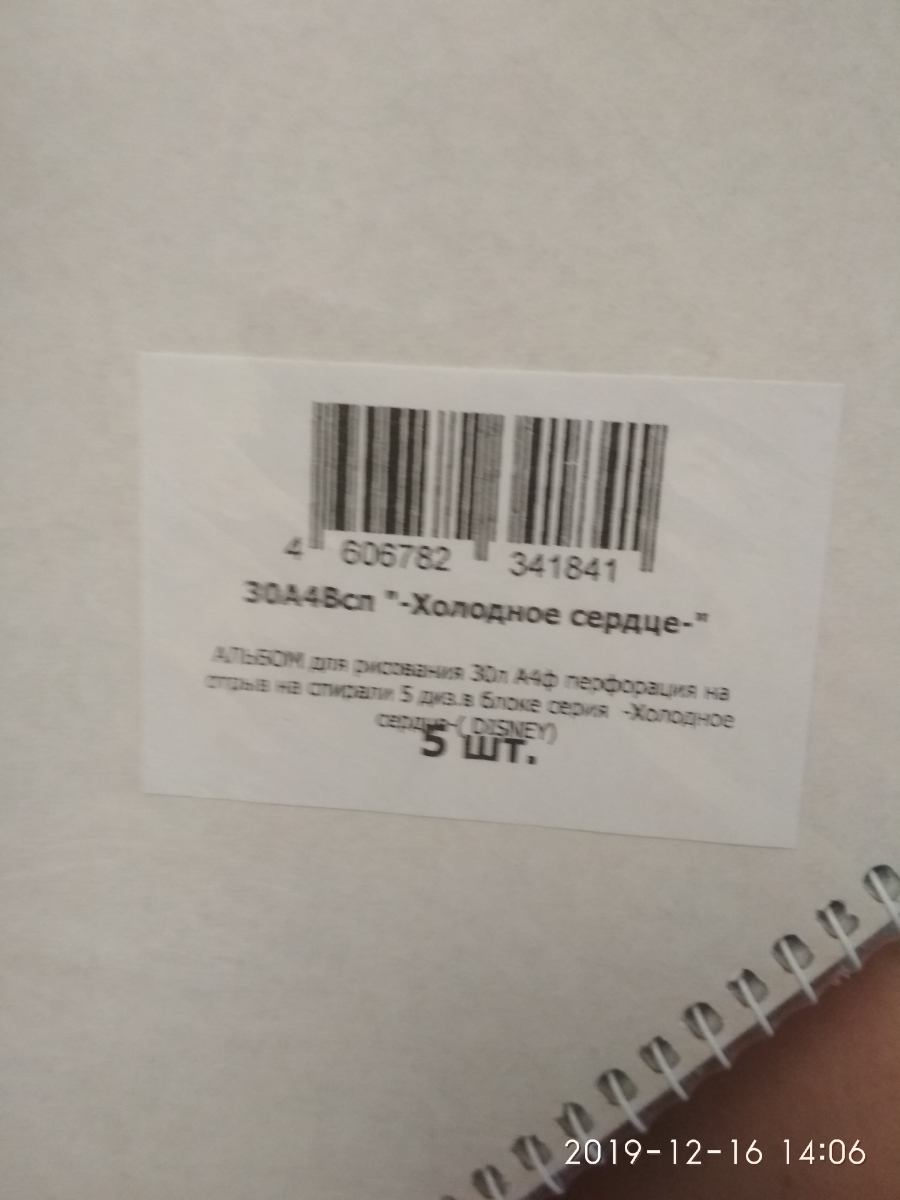 4 606782 341841
30А4Всп "-Холодное сердце-"
АЛЬБОМ для рисования 30л А4ф перфорация на
отрыв на спирали 5 диз.в блоке серия -Холодное
сердце-( DISNEY)
5 шт.
2019-12-16 14:06